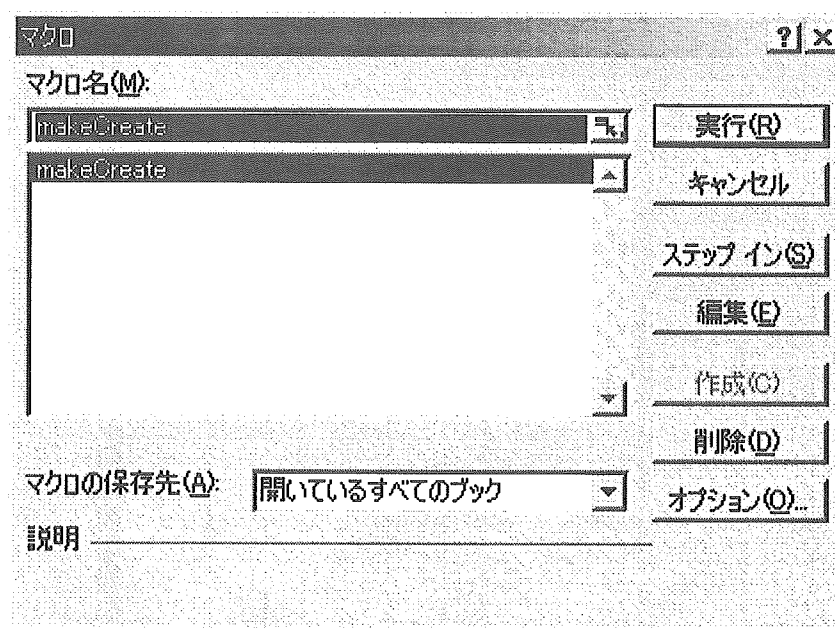 マクロ
マクロ名(M):
makeCreate
makeCreate
実行(R)
キャンセル
ステップ イン(S)
編集(E)
作成(C)
削除(D)
オプション(O)...
マクロの保存先(A):
開いているすべてのブック
説明